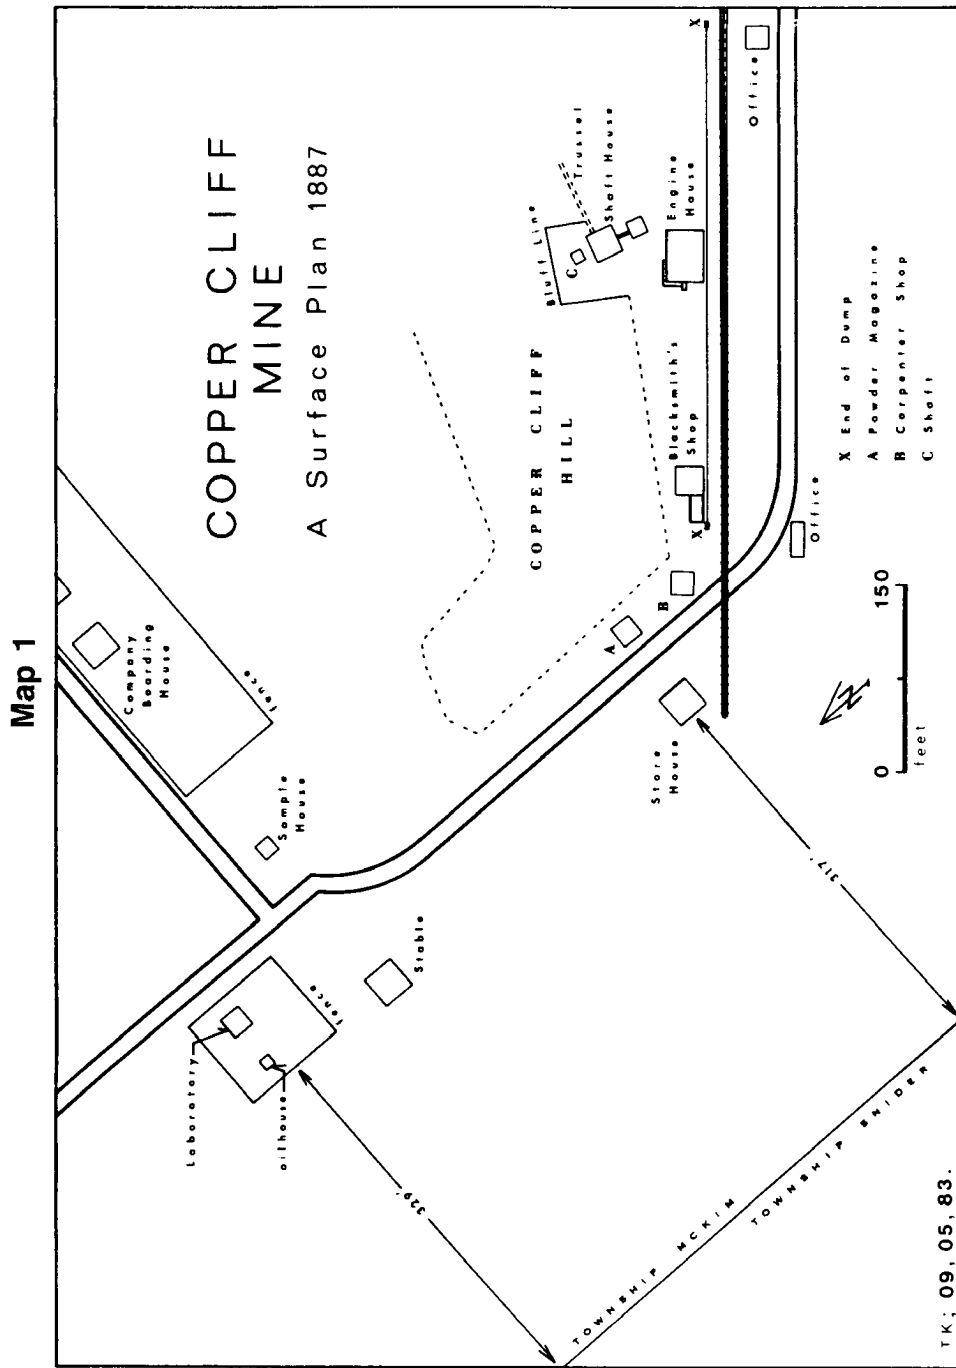 Map 1
COPPER CLIFF
MINE
A Surface Plan 1887
Company
Boarding
House
fence
Sample
House
Laboratory
oilhouse
fence
Stable
329'
TOWNSHIP MCKIM
TOWNSHIP SNIDER
317'
Store
House
A
B
COPPER CLIFF
HILL
Bluff Line
C
Trussel
Shaft House
Engine
House
Blacksmith's
Shop
X
X
Office
Office
X End of Dump
A Powder Magazine
B Carpenter Shop
C Shaft
N
0 150
feet
TK; 09, 05, 83.